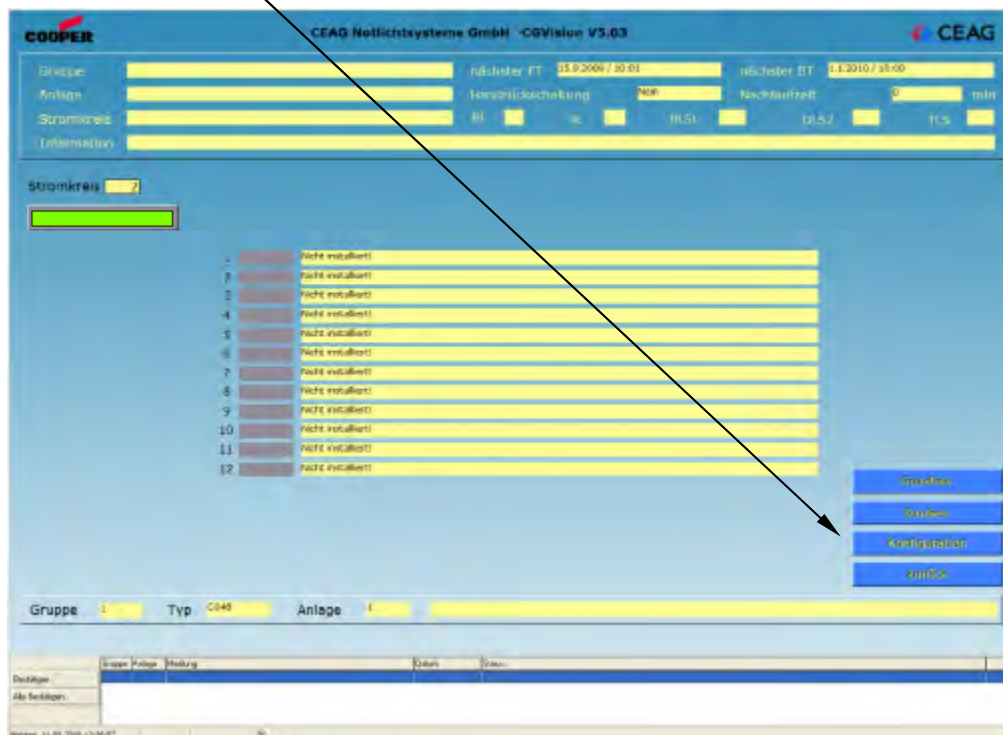 COOPER CEAG Notlichtsysteme GmbH -CGVision V5.03 CEAG
Gruppe nächster FT 15.9.2009 / 10:01 nächster BT 1.1.2010 / 10:00
Anlage Handrückschaltung Nein Nachlaufzeit 0 min
Stromkreis
Information
Stromkreis 2
1 Nicht installiert!
2 Nicht installiert!
3 Nicht installiert!
4 Nicht installiert!
5 Nicht installiert!
6 Nicht installiert!
7 Nicht installiert!
8 Nicht installiert!
9 Nicht installiert!
10 Nicht installiert!
11 Nicht installiert!
12 Nicht installiert!
Drucken
Konfiguration
Zurück
Gruppe 1 Typ Anlage 1
Gruppe Anlage Meldung Datum Status
Bestätigen
Alle Bestätigen